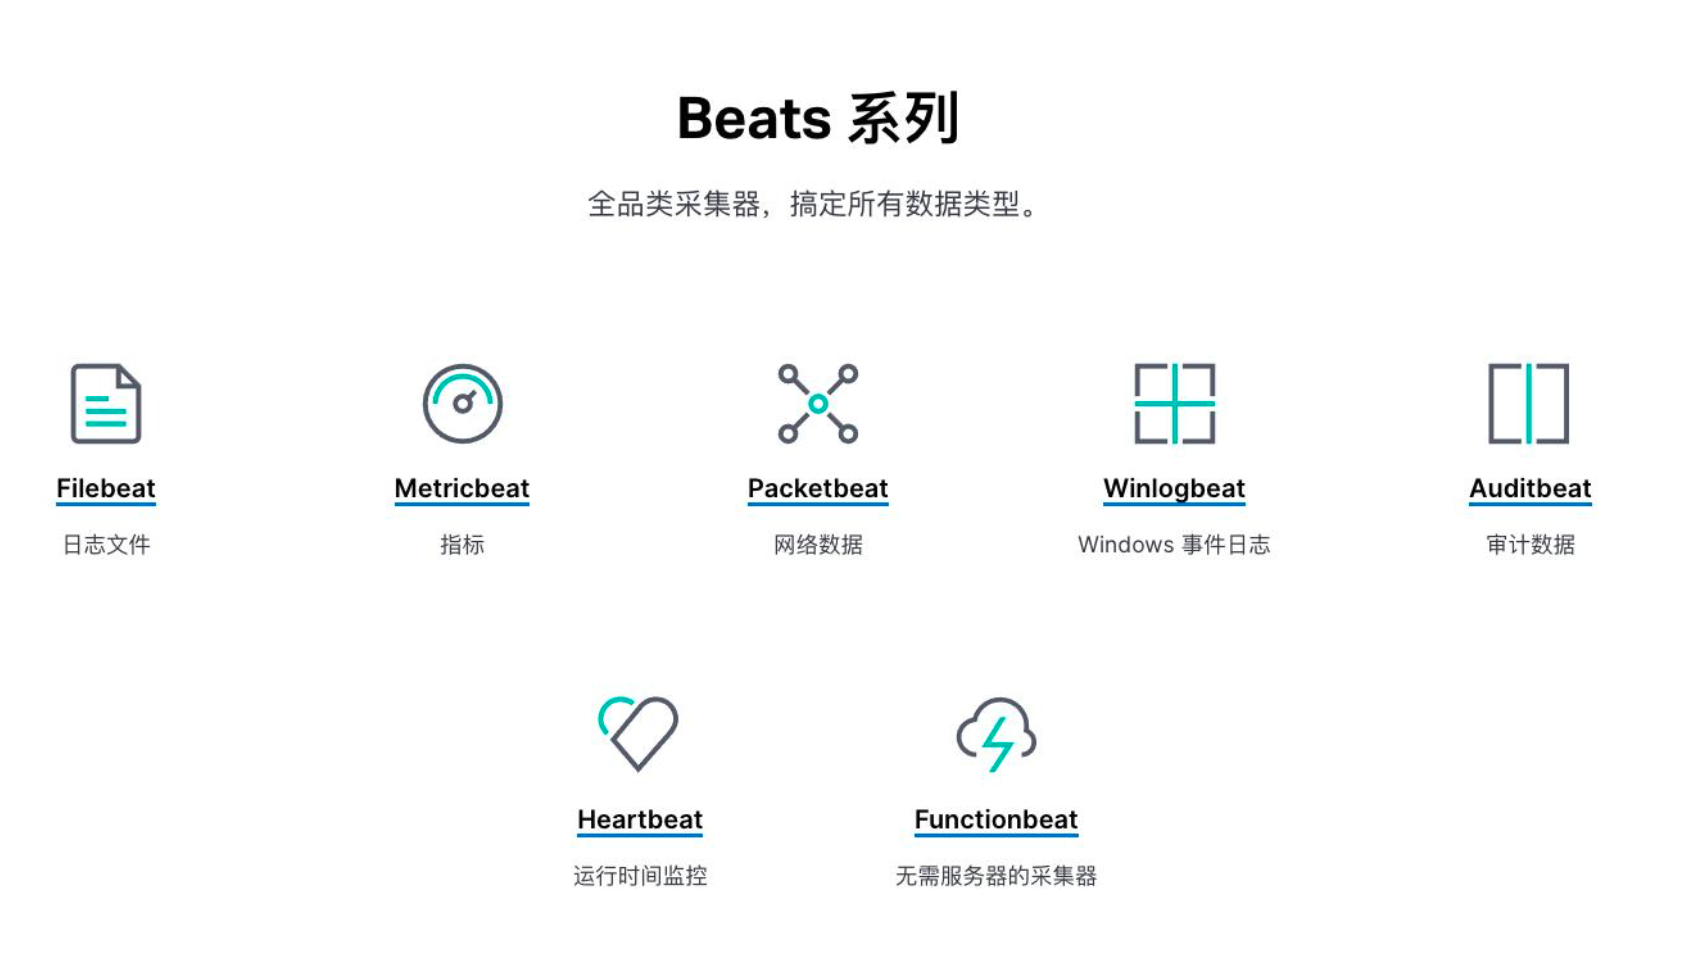 Beats 系列
全品类采集器，搞定所有数据类型。
Filebeat
日志文件
Metricbeat
指标
Packetbeat
网络数据
Winlogbeat
Windows 事件日志
Auditbeat
审计数据
Heartbeat
运行时间监控
Functionbeat
无需服务器的采集器